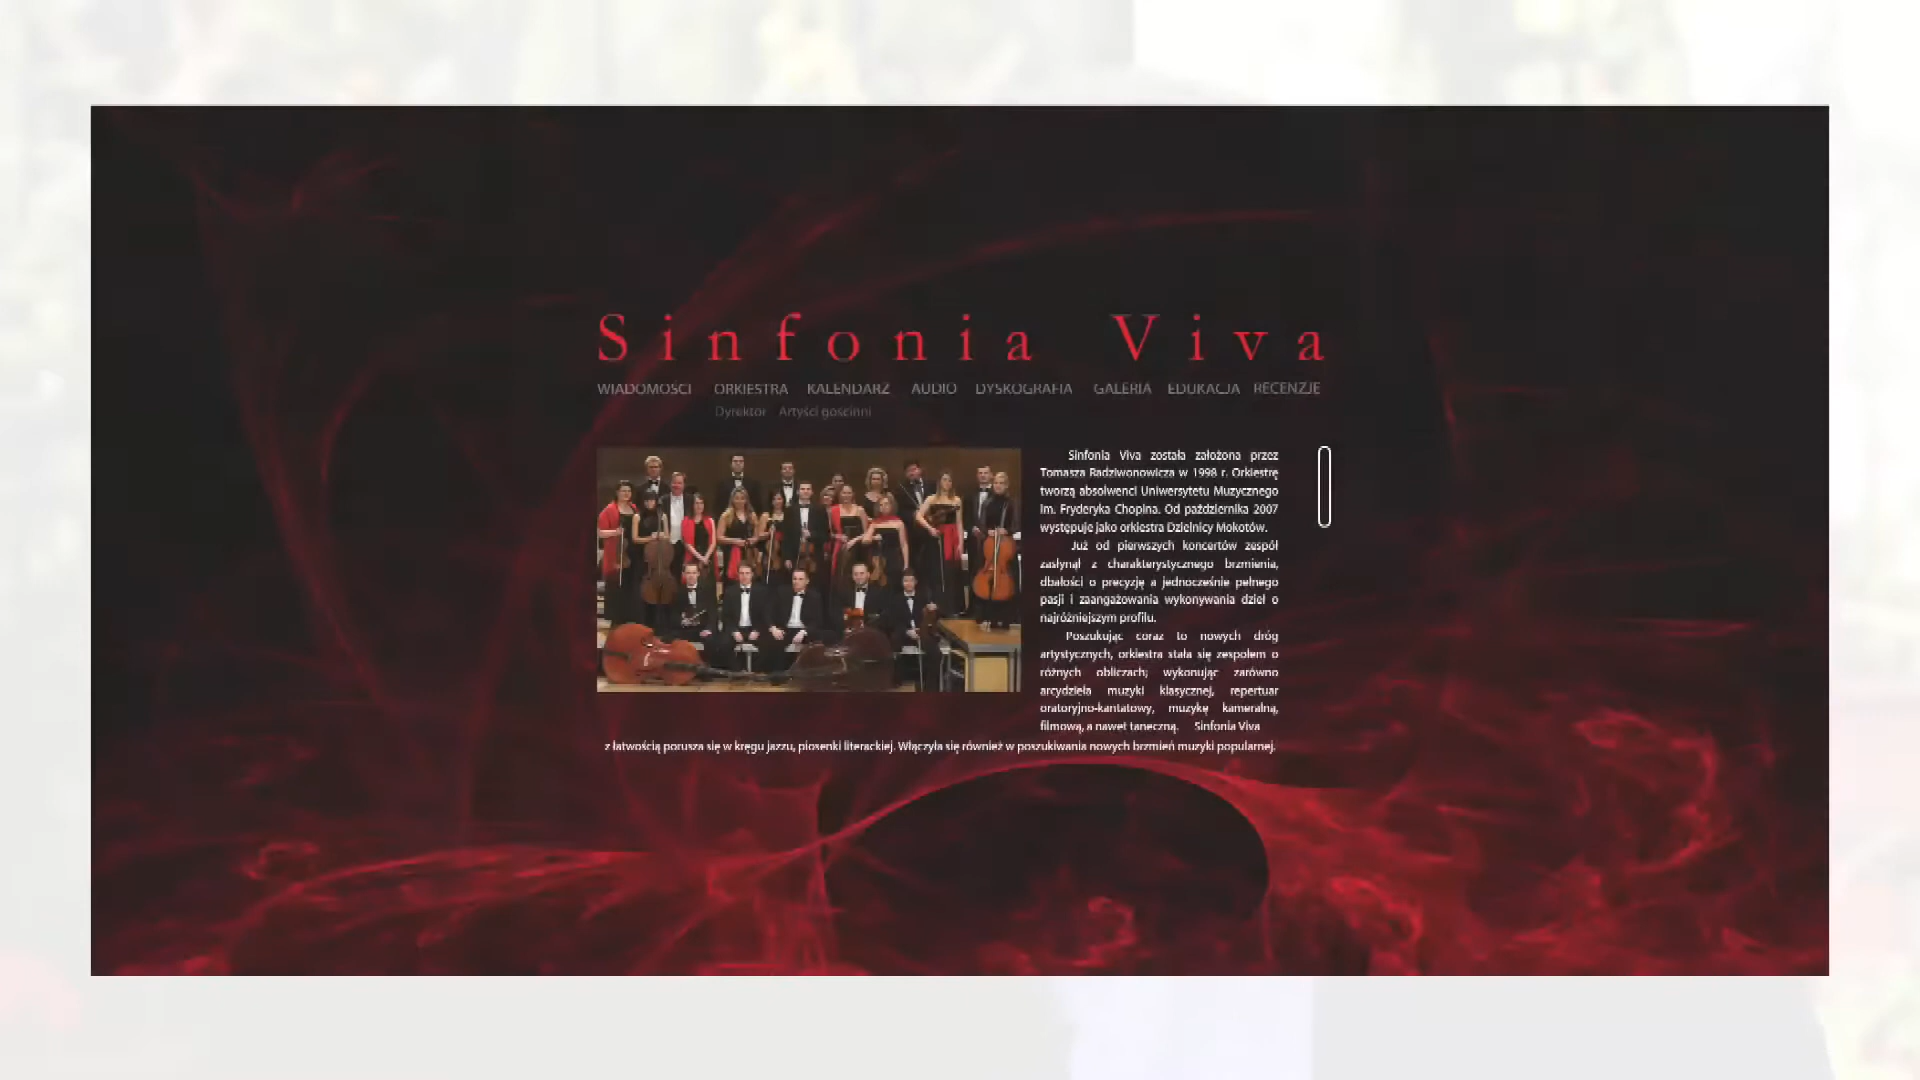 Sinfonia Viva
WIADOMOŚCI ORKIESTRA KALENDARZ AUDIO DYSKOGRAFIA GALERIA EDUKACJA RECENZJE
Dyrektor Artyści goscinni
Sinfonia Viva została założona przez
Tomasza Radziwonowicza w 1998 r. Orkiestrę
tworzą absolwenci Uniwersytetu Muzycznego
im. Fryderyka Chopina. Od października 2007
występuje jako orkiestra Dzielnicy Mokotów.
Już od pierwszych koncertów zespół
zasłynął z charakterystycznego brzmienia,
dbałości o precyzję a jednocześnie pełnego
pasji i zaangażowania wykonywania dzieł o
najróżniejszym profilu.
Poszukując coraz to nowych dróg
artystycznych, orkiestra stała się zespołem o
różnych obliczach; wykonując zarówno
arcydzieła muzyki klasycznej, repertuar
oratoryjno-kantatowy, muzykę kameralną,
filmową, a nawet taneczną. Sinfonia Viva
z łatwością porusza się w kręgu jazzu, piosenki literackiej. Włączyła się również w poszukiwania nowych brzmień muzyki popularnej.